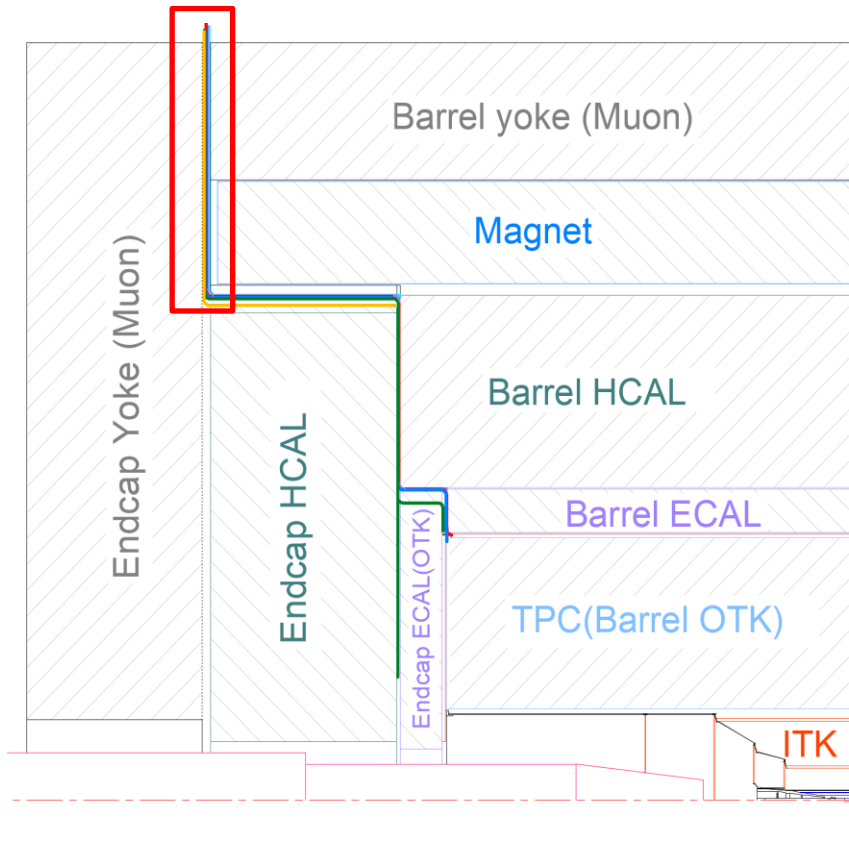 Barrel yoke (Muon)
Magnet
Endcap Yoke (Muon)
Barrel HCAL
Endcap HCAL
Barrel ECAL
Endcap ECAL(OTK)
TPC(Barrel OTK)
ITK